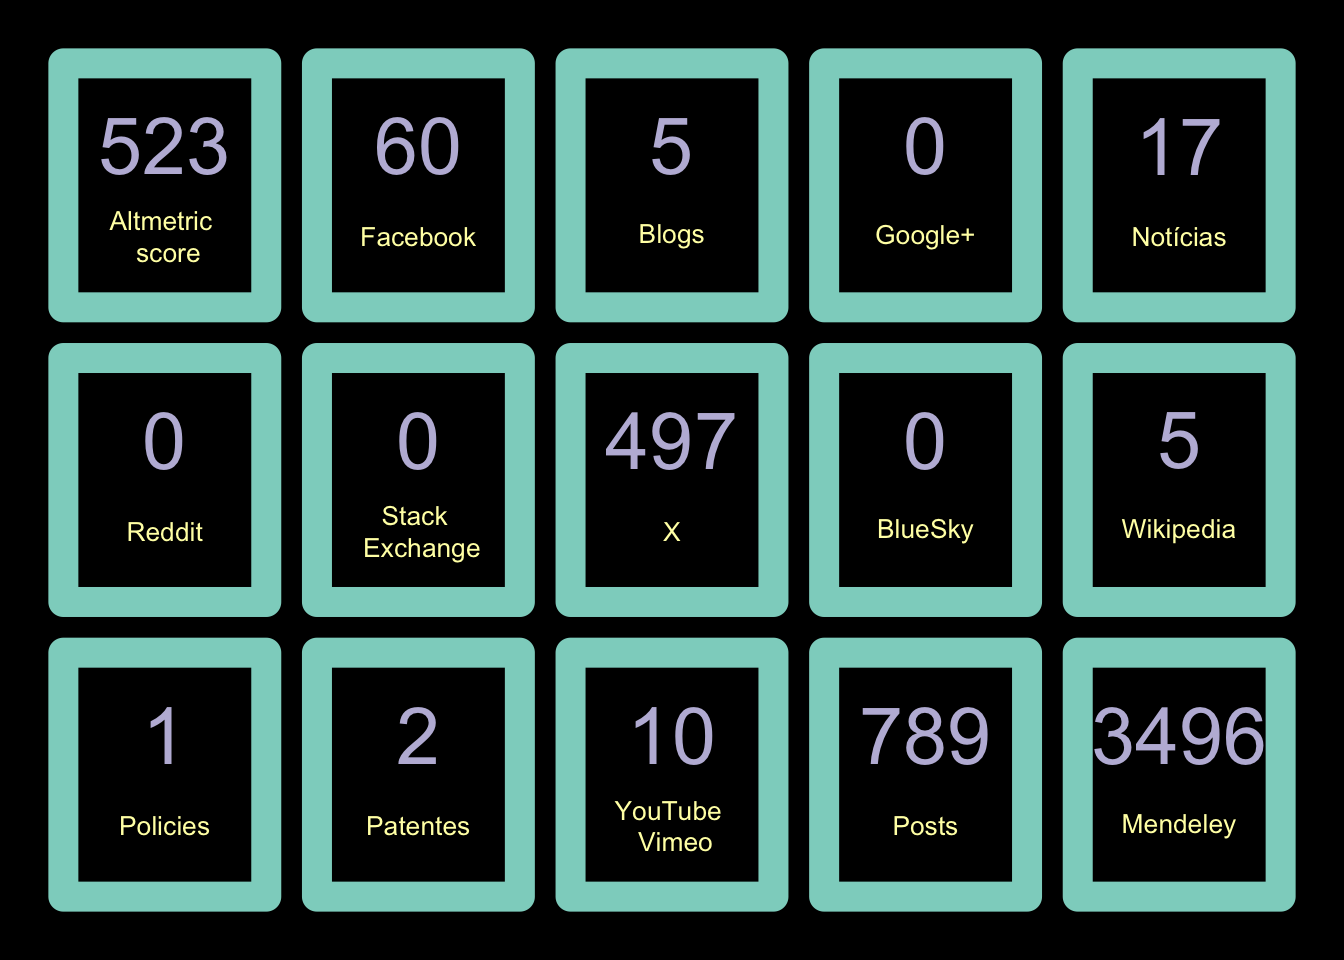 523
Altmetric
score
60
Facebook
5
Blogs
0
Google+
17
Notícias
0
Reddit
0
Stack
Exchange
497
X
0
BlueSky
5
Wikipedia
1
Policies
2
Patentes
10
YouTube
Vimeo
789
Posts
3496
Mendeley